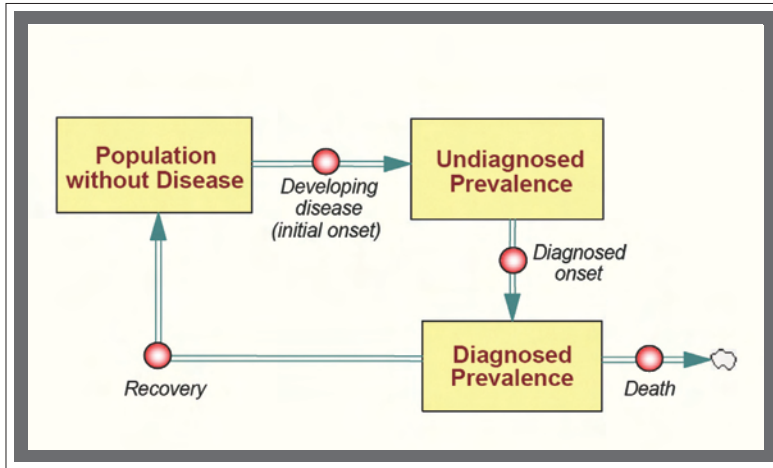 Population
without Disease
Developing
disease
(initial onset)
Undiagnosed
Prevalence
Diagnosed
onset
Diagnosed
Prevalence
Death
Recovery